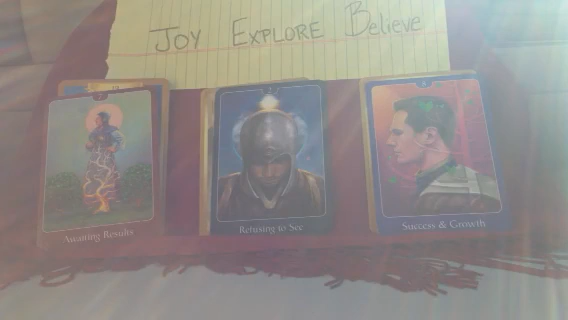 Joy Explore Believe
Awaiting Results
Refusing to See
Success & Growth